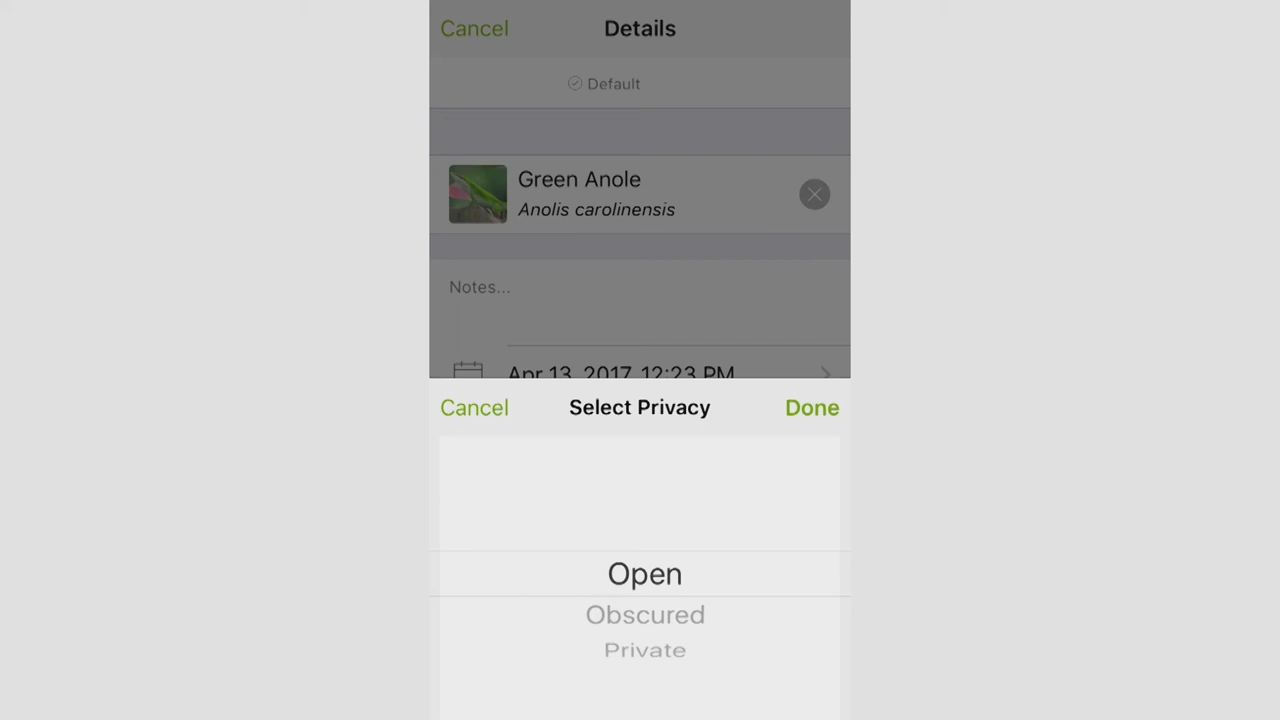 Cancel Details
Default
Green Anole
Anolis carolinensis
Notes...
Apr 13, 2017, 12:23 PM
Cancel Select Privacy Done
Open
Obscured
Private